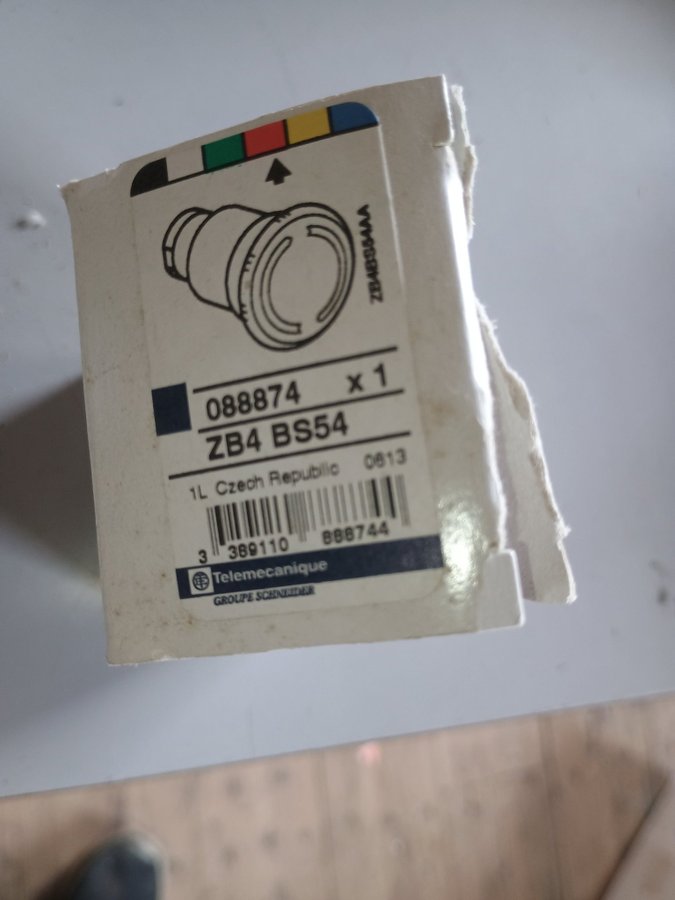 ZB4BS54AA
088874 x 1
ZB4 BS54
1L Czech Republic 0613
3 389110 888744
Telemecanique
GROUPE SCHNEIDER